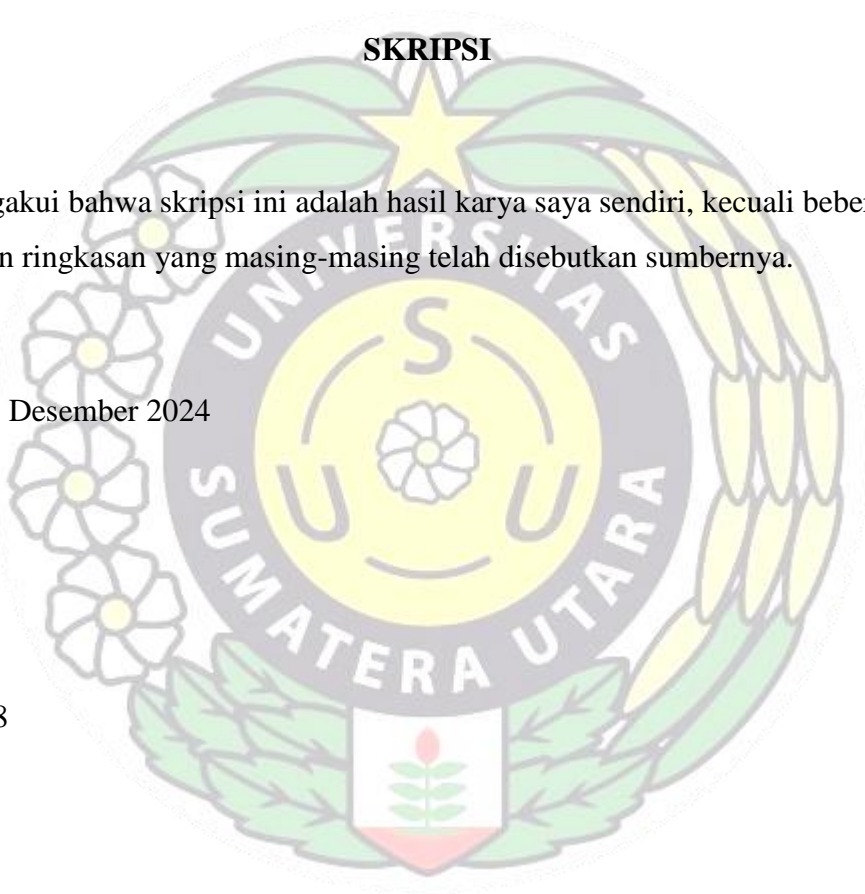 SKRIPSI
gakui bahwa skripsi ini adalah hasil karya saya sendiri, kecuali bebe
n ringkasan yang masing-masing telah disebutkan sumbernya.
Desember 2024
8
UNIVERSITAS
S
U U
SUMATERA UTARA